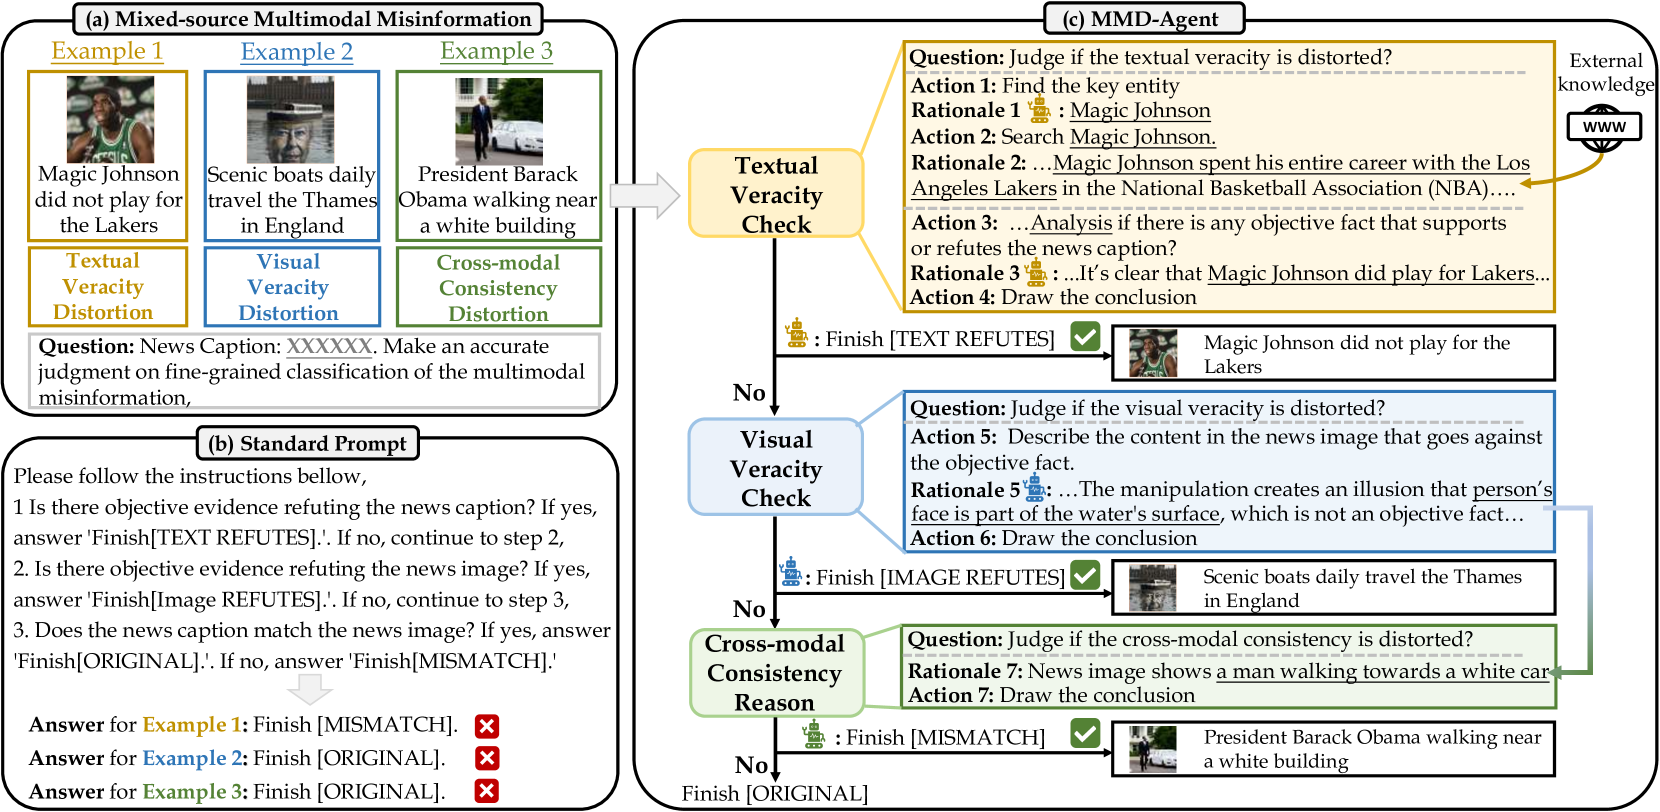 (a) Mixed-source Multimodal Misinformation
Example 1
Example 2
Example 3
Magic Johnson
did not play for
the Lakers
Scenic boats daily
travel the Thames
in England
President Barack
Obama walking near
a white building
Textual
Veracity
Distortion
Visual
Veracity
Distortion
Cross-modal
Consistency
Distortion
Question: News Caption: XXXXXX. Make an accurate
judgment on fine-grained classification of the multimodal
misinformation,
(b) Standard Prompt
Please follow the instructions bellow,
1 Is there objective evidence refuting the news caption? If yes,
answer 'Finish[TEXT REFUTES].'. If no, continue to step 2,
2. Is there objective evidence refuting the news image? If yes,
answer 'Finish[Image REFUTES].'. If no, continue to step 3,
3. Does the news caption match the news image? If yes, answer
'Finish[ORIGINAL].'. If no, answer 'Finish[MISMATCH].'
Answer for Example 1: Finish [MISMATCH].
Answer for Example 2: Finish [ORIGINAL].
Answer for Example 3: Finish [ORIGINAL].
(c) MMD-Agent
Textual
Veracity
Check
Question: Judge if the textual veracity is distorted?
Action 1: Find the key entity
Rationale 1 : Magic Johnson
Action 2: Search Magic Johnson.
Rationale 2: …Magic Johnson spent his entire career with the Los
Angeles Lakers in the National Basketball Association (NBA)….
Action 3: …Analysis if there is any objective fact that supports
or refutes the news caption?
Rationale 3 : ...It's clear that Magic Johnson did play for Lakers...
Action 4: Draw the conclusion
External
knowledge
WWW
: Finish [TEXT REFUTES]
Magic Johnson did not play for the
Lakers
No
Visual
Veracity
Check
Question: Judge if the visual veracity is distorted?
Action 5: Describe the content in the news image that goes against
the objective fact.
Rationale 5 : …The manipulation creates an illusion that person's
face is part of the water's surface, which is not an objective fact…
Action 6: Draw the conclusion
: Finish [IMAGE REFUTES]
Scenic boats daily travel the Thames
in England
No
Cross-modal
Consistency
Reason
Question: Judge if the cross-modal consistency is distorted?
Rationale 7: News image shows a man walking towards a white car
Action 7: Draw the conclusion
: Finish [MISMATCH]
President Barack Obama walking near
a white building
No
Finish [ORIGINAL]